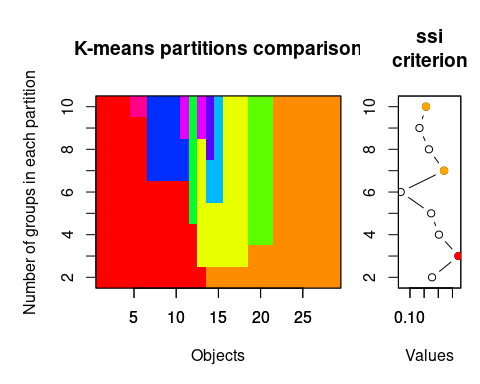 K-means partitions comparison
ssi
criterion
Number of groups in each partition
10
8
6
4
2
5
10
15
20
25
Objects
10
8
6
4
2
0.10
Values